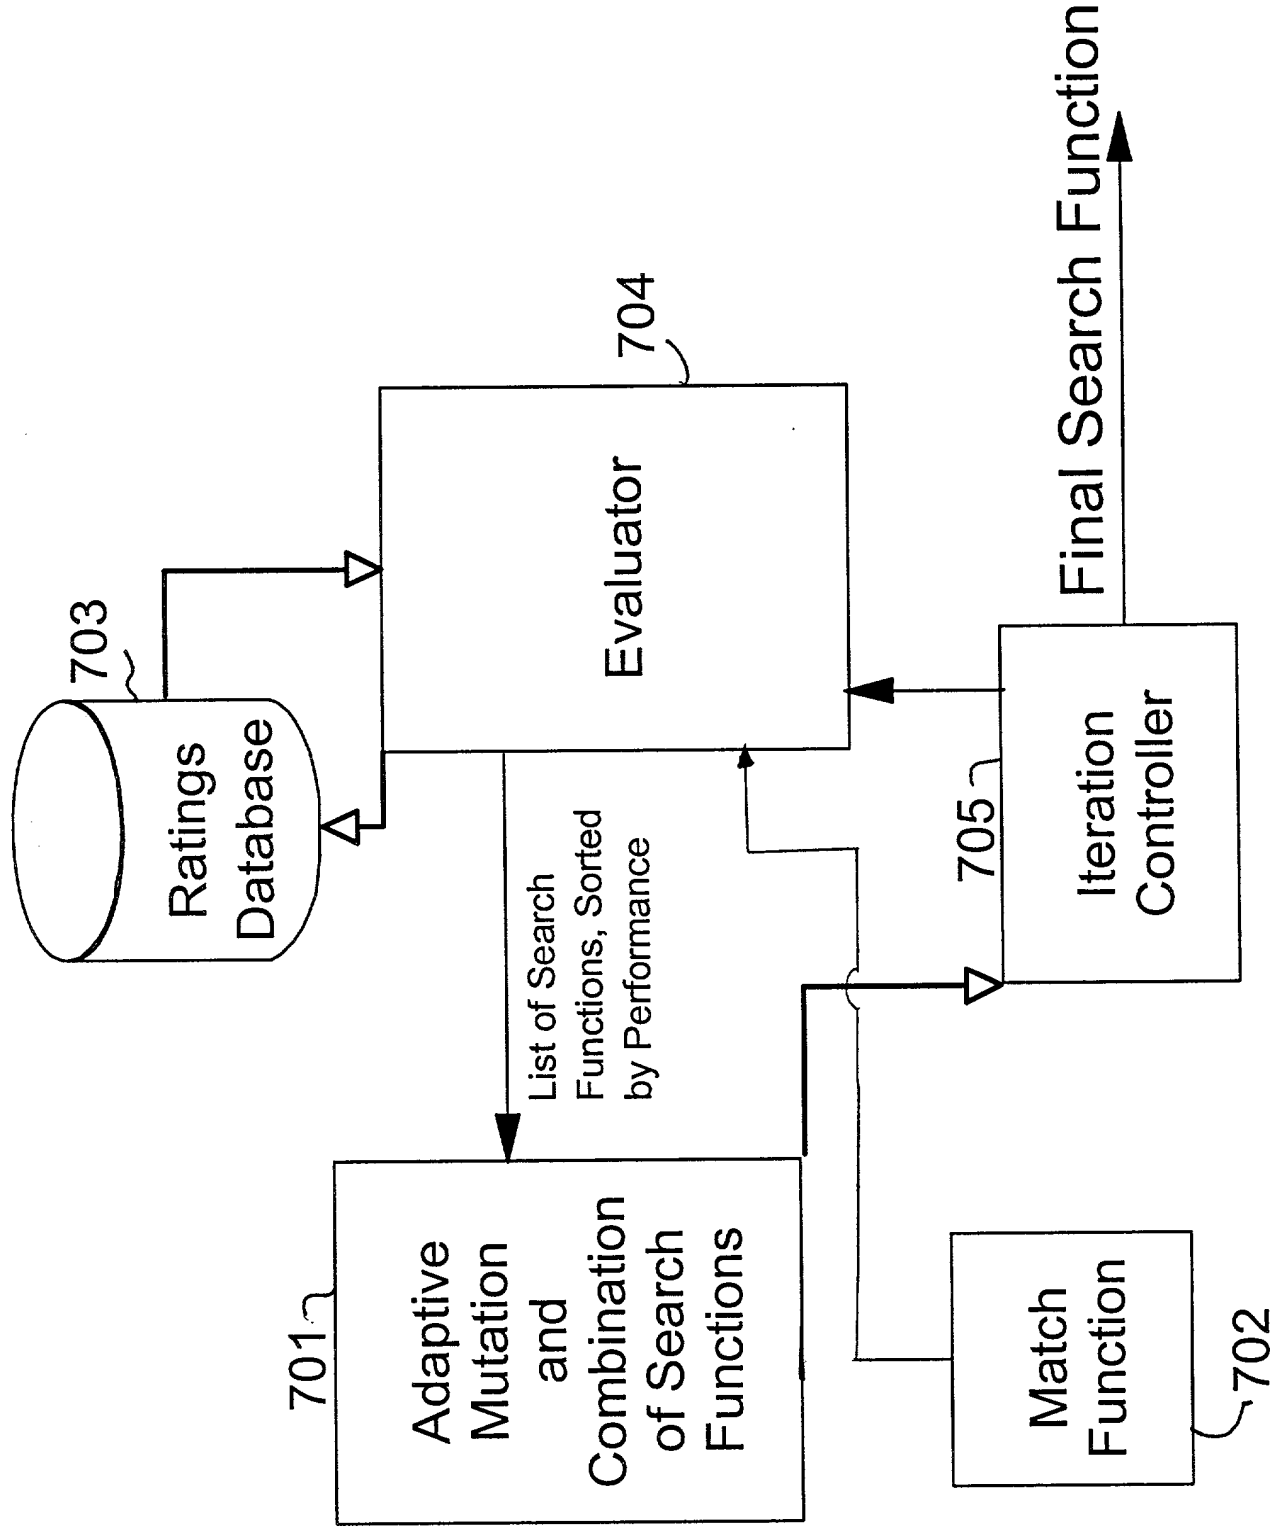 703
Ratings
Database
704
Evaluator
List of Search
Functions, Sorted
by Performance
701
Adaptive
Mutation
and
Combination
of Search
Functions
705
Iteration
Controller
Final Search Function
Match
Function
702